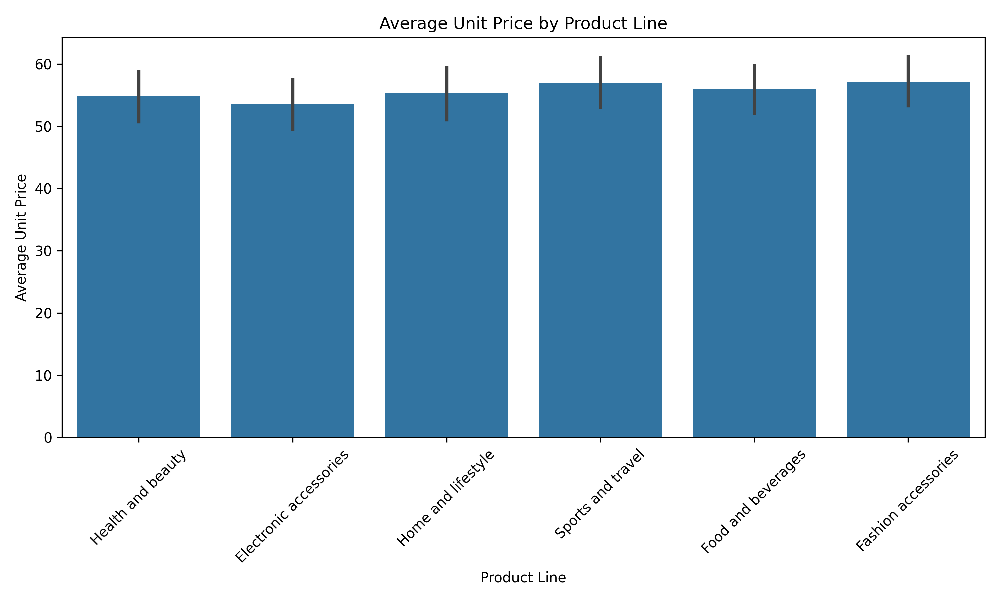 Average Unit Price by Product Line
Average Unit Price
60
50
40
30
20
10
0
Health and beauty
Electronic accessories
Home and lifestyle
Sports and travel
Food and beverages
Fashion accessories
Product Line